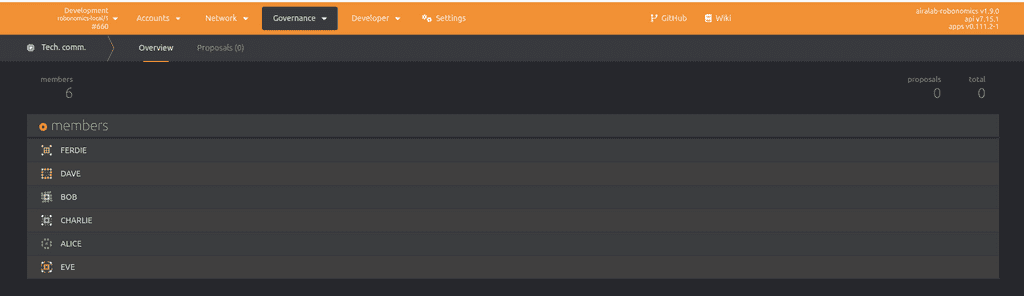 Development
robonomics-local/1
#660
Accounts
Network
Governance
Developer
Settings
GitHub
Wiki
airalab-robonomics v1.9.0
api v7.15.1
apps v0.111.2-1
Tech. comm.
Overview
Proposals (0)
members
6
proposals
0
total
0
members
FERDIE
DAVE
BOB
CHARLIE
ALICE
EVE